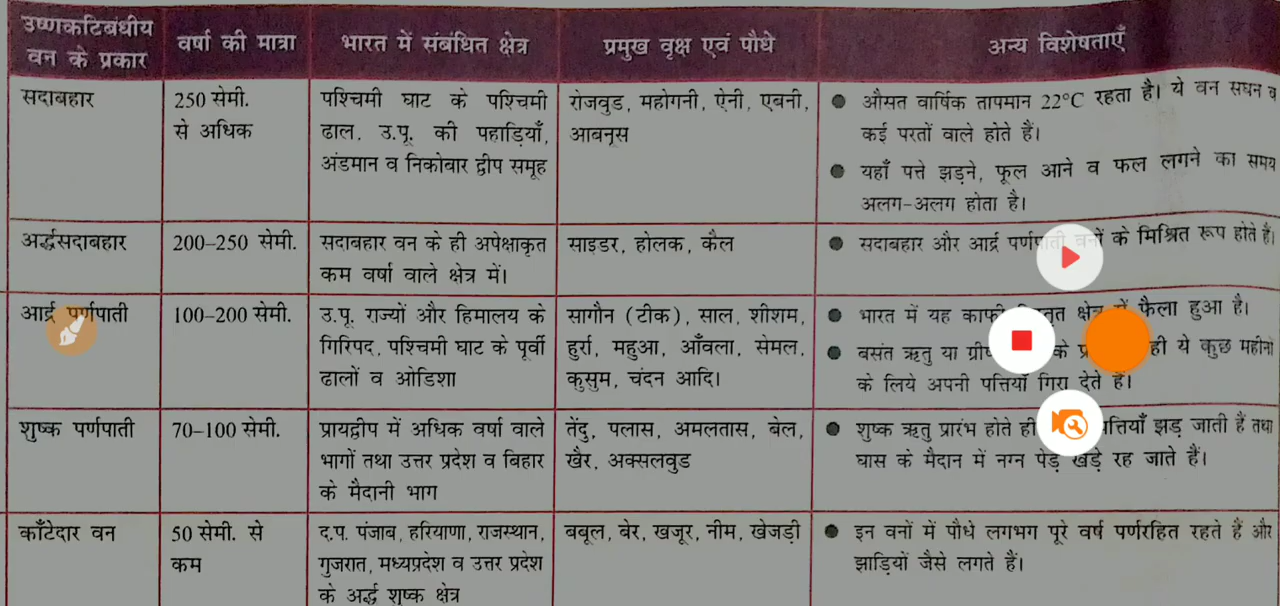 उष्णकटिबंधीय
वन के प्रकार
वर्षा की मात्रा
भारत में संबंधित क्षेत्र
प्रमुख वृक्ष एवं पौधे
अन्य विशेषताएँ
सदाबहार
250 सेमी.
से अधिक
पश्चिमी घाट के पश्चिमी
ढाल, उ.पू. की पहाड़ियाँ,
अंडमान व निकोबार द्वीप समूह
रोजवुड, महोगनी, ऐनी, एबनी,
आबनूस
● औसत वार्षिक तापमान 22°C रहता है। ये वन सघन व
कई परतों वाले होते हैं।
● यहाँ पत्ते झड़ने, फूल आने व फल लगने का समय
अलग-अलग होता है।
अर्द्धसदाबहार
200–250 सेमी.
सदाबहार वन के ही अपेक्षाकृत
कम वर्षा वाले क्षेत्र में।
साइडर, होलक, कैल
● सदाबहार और आर्द्र पर्णपाती वनों के मिश्रित रूप होते हैं।
आर्द्र पर्णपाती
100–200 सेमी.
उ.पू. राज्यों और हिमालय के
गिरिपद, पश्चिमी घाट के पूर्वी
ढालों व ओडिशा
सागौन (टीक), साल, शीशम,
हुर्रा, महुआ, आँवला, सेमल,
कुसुम, चंदन आदि।
● भारत में यह काफी क्षेत्र में फैला हुआ है।
● बसंत ऋतु या के ही ये कुछ महीनों
के लिये अपनी पत्तियाँ गिरा देते हैं।
शुष्क पर्णपाती
70–100 सेमी.
प्रायद्वीप में अधिक वर्षा वाले
भागों तथा उत्तर प्रदेश व बिहार
के मैदानी भाग
तेंदु, पलास, अमलतास, बेल,
खैर, अक्सलवुड
● शुष्क ऋतु प्रारंभ होते ही पत्तियाँ झड़ जाती हैं तथा
घास के मैदान में नग्न पेड़ खड़े रह जाते हैं।
काँटेदार वन
50 सेमी. से
कम
द.प. पंजाब, हरियाणा, राजस्थान,
गुजरात, मध्यप्रदेश व उत्तर प्रदेश
के अर्द्ध शुष्क क्षेत्र
बबूल, बेर, खजूर, नीम, खेजड़ी
● इन वनों में पौधे लगभग पूरे वर्ष पर्णरहित रहते हैं और
झाड़ियों जैसे लगते हैं।